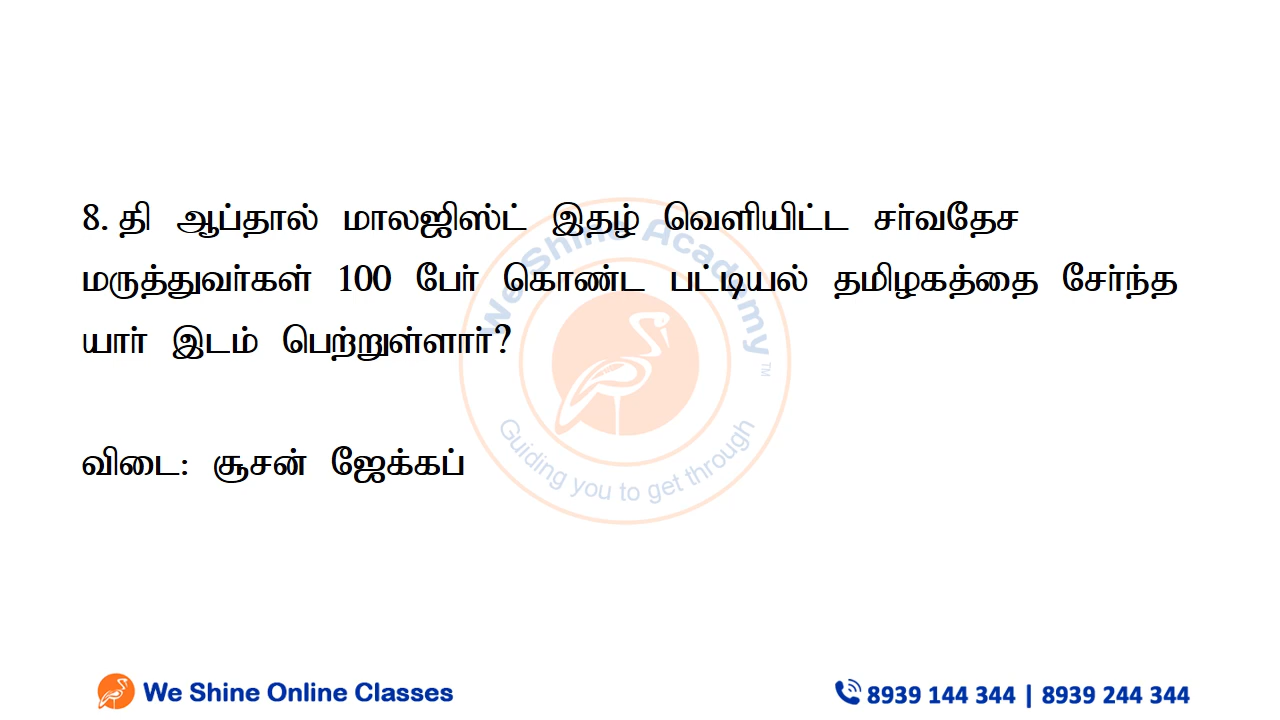 8. தி ஆப்தால் மாலஜிஸ்ட் இதழ் வெளியிட்ட சர்வதேச
மருத்துவர்கள் 100 பேர் கொண்ட பட்டியல் தமிழகத்தை சேர்ந்த
யார் இடம் பெற்றுள்ளார்?
விடை: சூசன் ஜேக்கப்
We Shine Academy
TM
Guiding you to get through
We Shine Online Classes
8939 144 344 | 8939 244 344